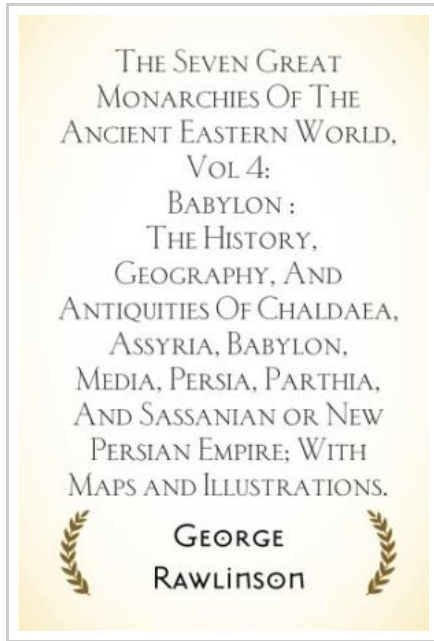 The Seven Great
Monarchies Of The
Ancient Eastern World,
Vol 4:
Babylon :
The History,
Geography, And
Antiquities Of Chaldaea,
Assyria, Babylon,
Media, Persia, Parthia,
And Sassanian or New
Persian Empire; With
Maps and Illustrations.
George
Rawlinson